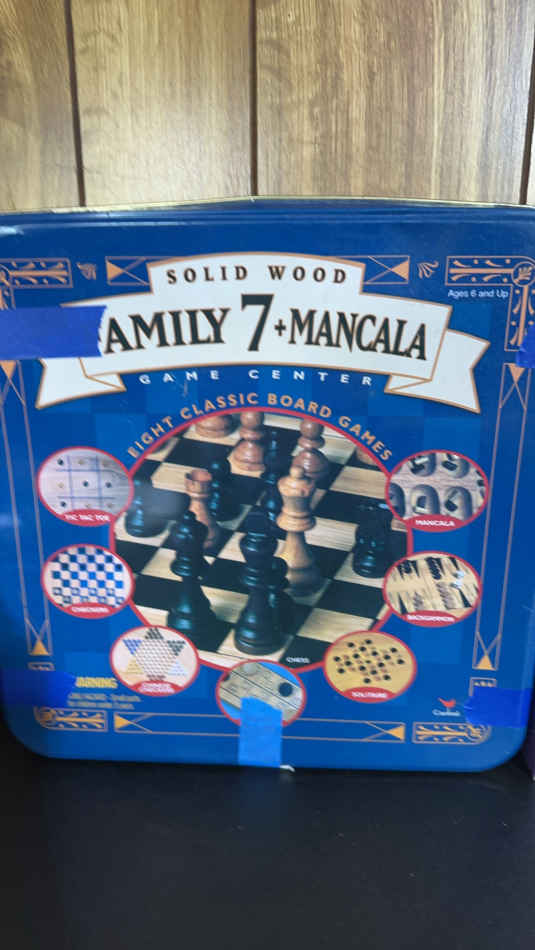 SOLID WOOD
Ages 6 and Up
AMILY 7+MANCALA
GAME CENTER
EIGHT CLASSIC BOARD GAMES
TIC TAC TOE
MANCALA
CHECKERS
BACKGAMMON
CHESS
SOLITAIRE
Cardinal